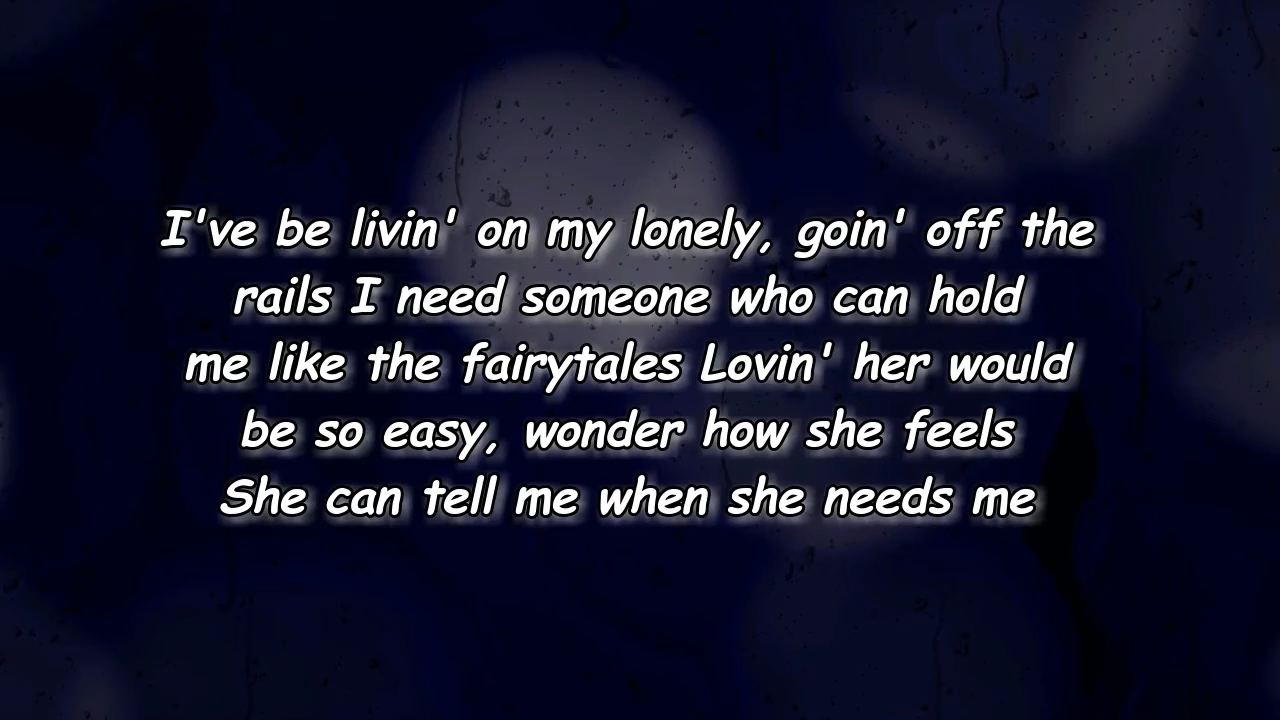 I've be livin' on my lonely, goin' off the
rails I need someone who can hold
me like the fairytales Lovin' her would
be so easy, wonder how she feels
She can tell me when she needs me